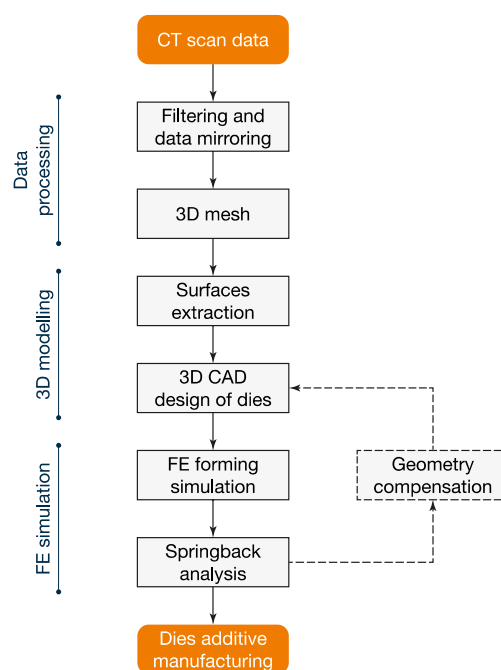 CT scan data
Data
processing
Filtering and
data mirroring
3D mesh
3D modelling
Surfaces
extraction
3D CAD
design of dies
FE simulation
FE forming
simulation
Geometry
compensation
Springback
analysis
Dies additive
manufacturing